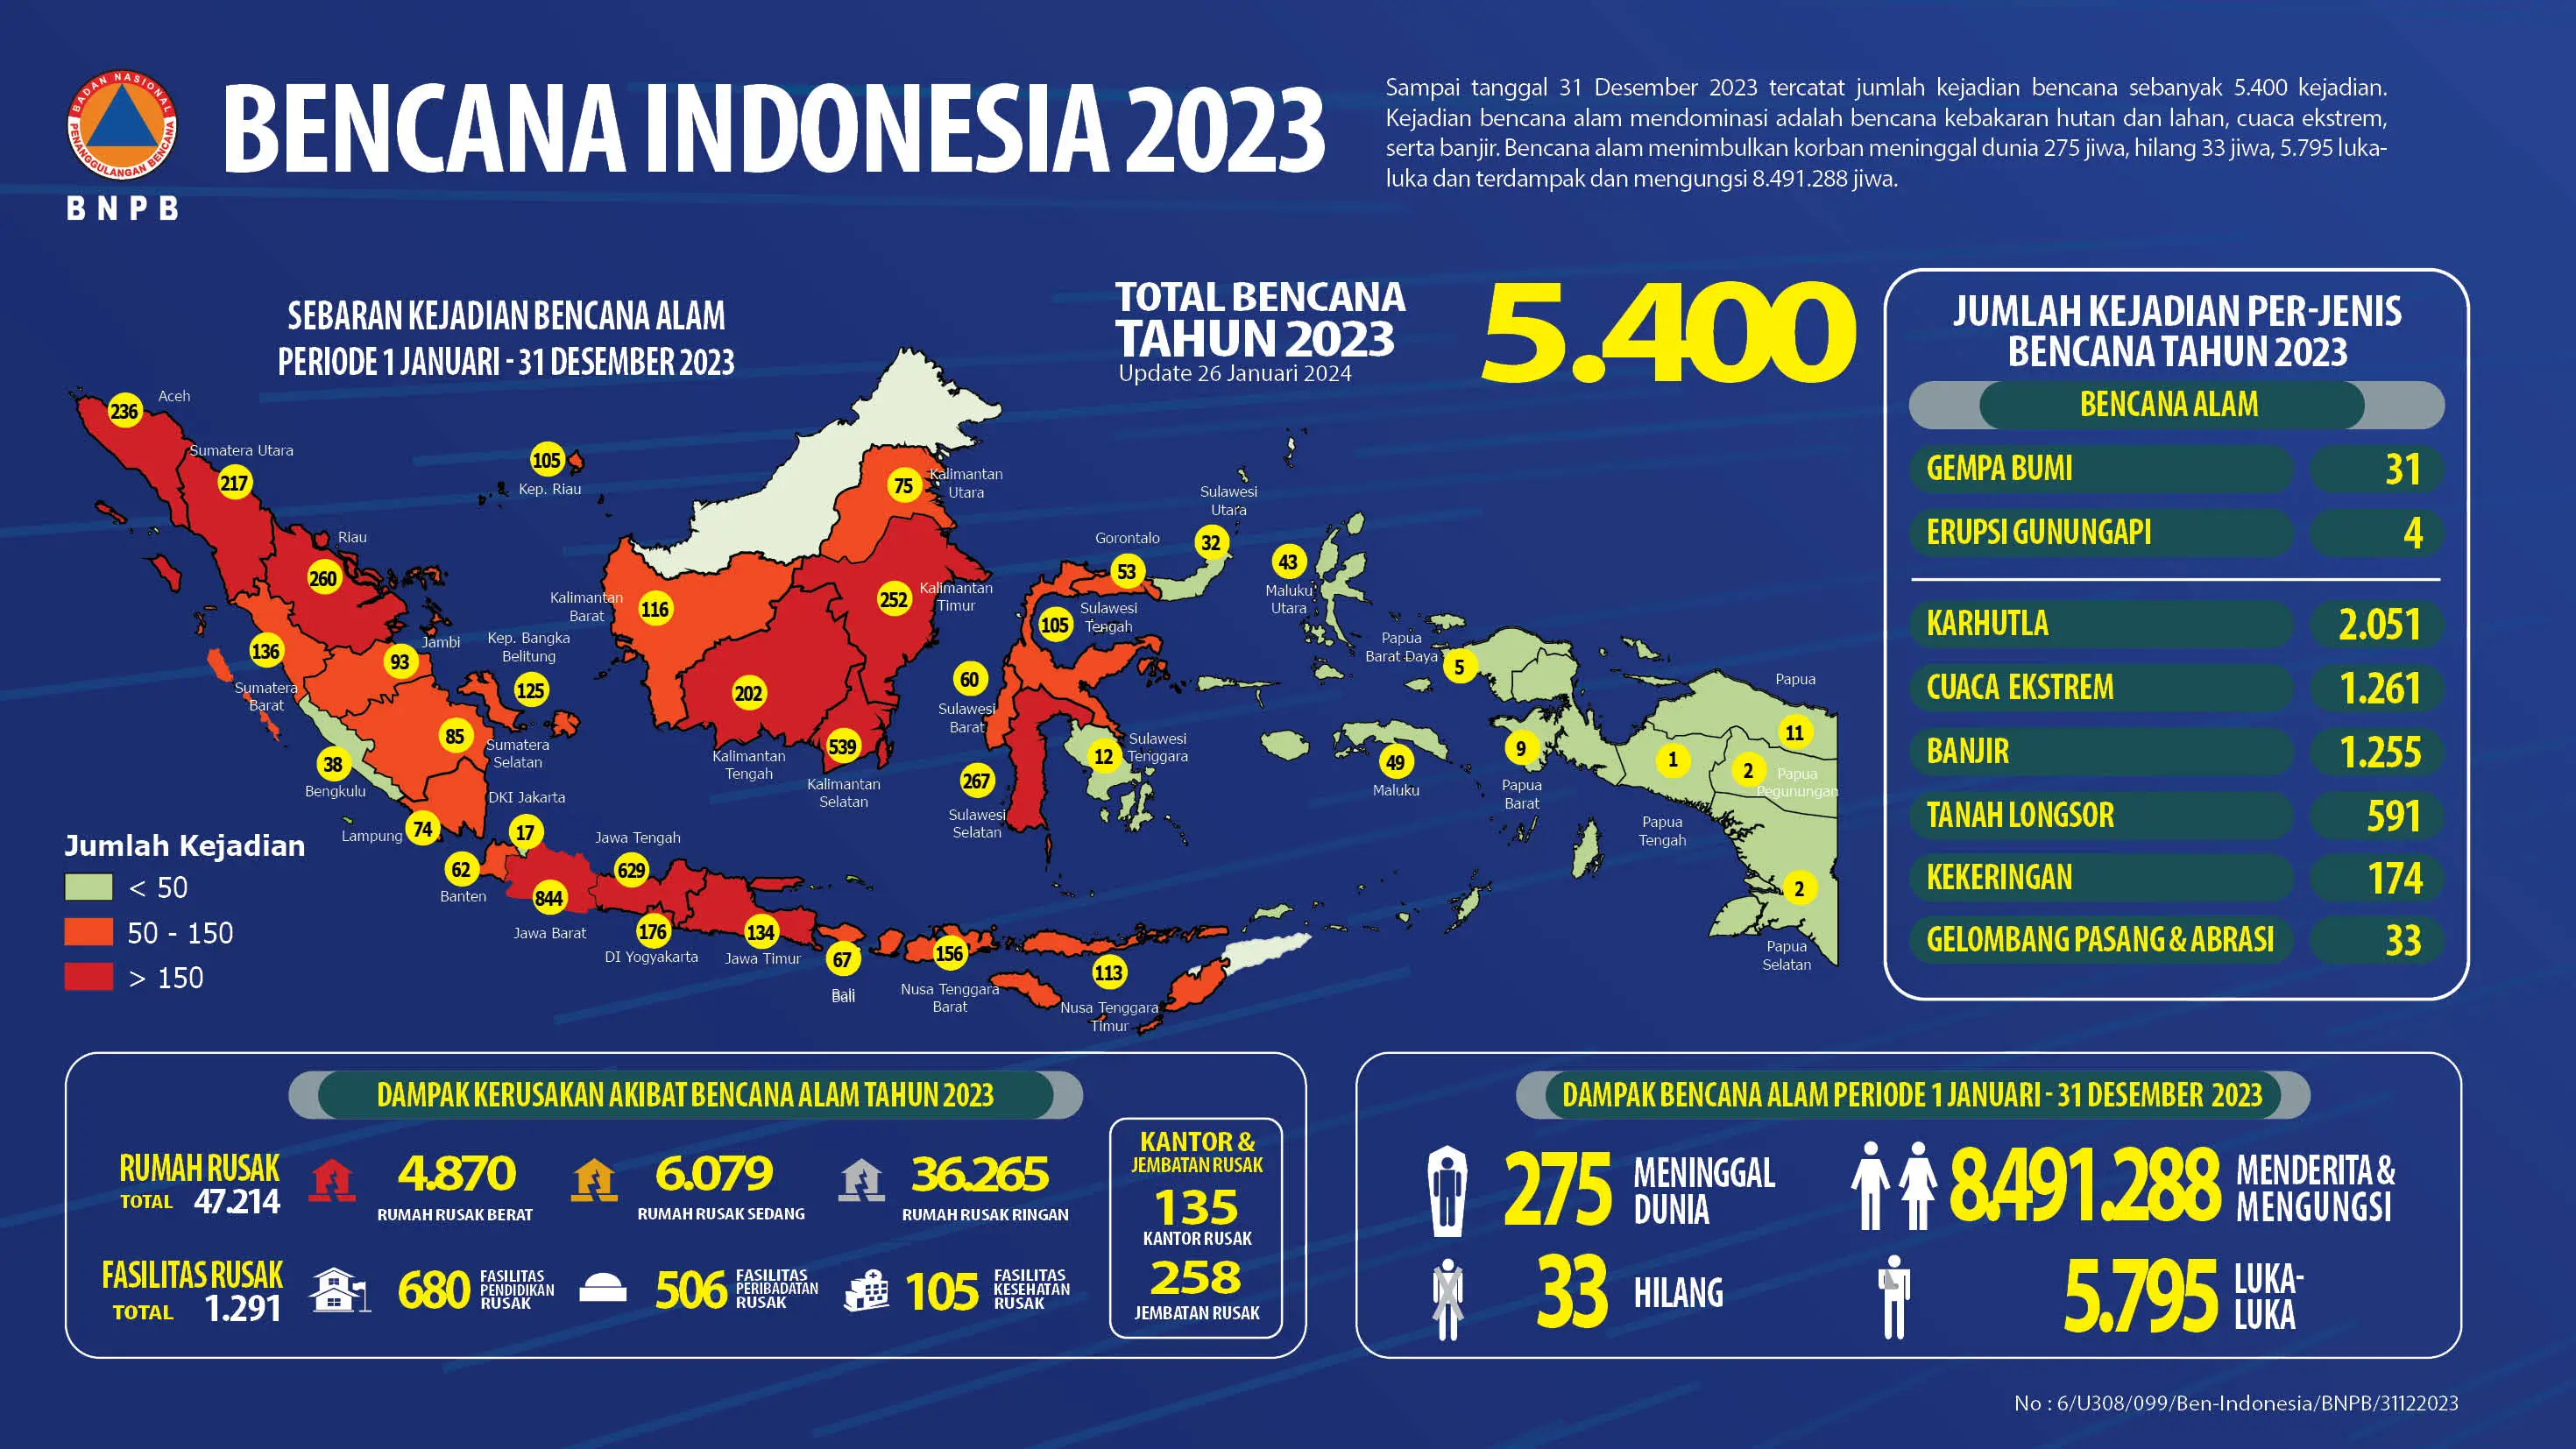 BADAN NASIONAL
PENANGGULANGAN BENCANA
BNPB
BENCANA INDONESIA 2023
Sampai tanggal 31 Desember 2023 tercatat jumlah kejadian bencana sebanyak 5.400 kejadian.
Kejadian bencana alam mendominasi adalah bencana kebakaran hutan dan lahan, cuaca ekstrem,
serta banjir. Bencana alam menimbulkan korban meninggal dunia 275 jiwa, hilang 33 jiwa, 5.795 luka-
luka dan terdampak dan mengungsi 8.491.288 jiwa.
SEBARAN KEJADIAN BENCANA ALAM
PERIODE 1 JANUARI - 31 DESEMBER 2023
TOTAL BENCANA
TAHUN 2023
Update 26 Januari 2024
5.400
236
Aceh
Sumatera Utara
217
105
Kep. Riau
Riau
260
136
Sumatera
Barat
Jambi
93
Kep. Bangka
Belitung
125
85
Sumatera
Selatan
38
Bengkulu
Lampung
74
DKI Jakarta
17
62
Banten
844
Jawa Barat
Jawa Tengah
629
176
DI Yogyakarta
134
Jawa Timur
67
Bali
156
Nusa Tenggara
Barat
113
Nusa Tenggara
Timur
75
Kalimantan
Utara
Kalimantan
Barat
116
252
Kalimantan
Timur
202
Kalimantan
Tengah
539
Kalimantan
Selatan
Sulawesi
Utara
32
Gorontalo
53
105
Sulawesi
Tengah
60
Sulawesi
Barat
267
Sulawesi
Selatan
12
Sulawesi
Tenggara
43
Maluku
Utara
49
Maluku
Papua
Barat Daya
5
9
Papua
Barat
Papua
11
1
Papua
Tengah
2
Papua
Pegunungan
2
Papua
Selatan
Jumlah Kejadian
< 50
50 - 150
> 150
JUMLAH KEJADIAN PER-JENIS
BENCANA TAHUN 2023
BENCANA ALAM
GEMPA BUMI 31
ERUPSI GUNUNGAPI 4
KARHUTLA 2.051
CUACA EKSTREM 1.261
BANJIR 1.255
TANAH LONGSOR 591
KEKERINGAN 174
GELOMBANG PASANG & ABRASI 33
DAMPAK KERUSAKAN AKIBAT BENCANA ALAM TAHUN 2023
RUMAH RUSAK
TOTAL 47.214
4.870
RUMAH RUSAK BERAT
6.079
RUMAH RUSAK SEDANG
36.265
RUMAH RUSAK RINGAN
FASILITAS RUSAK
TOTAL 1.291
680
FASILITAS
PENDIDIKAN
RUSAK
506
FASILITAS
PERIBADATAN
RUSAK
105
FASILITAS
KESEHATAN
RUSAK
KANTOR &
JEMBATAN RUSAK
135
KANTOR RUSAK
258
JEMBATAN RUSAK
DAMPAK BENCANA ALAM PERIODE 1 JANUARI - 31 DESEMBER 2023
275
MENINGGAL
DUNIA
8.491.288
MENDERITA &
MENGUNGSI
33
HILANG
5.795
LUKA-
LUKA
No : 6/U308/099/Ben-Indonesia/BNPB/31122023